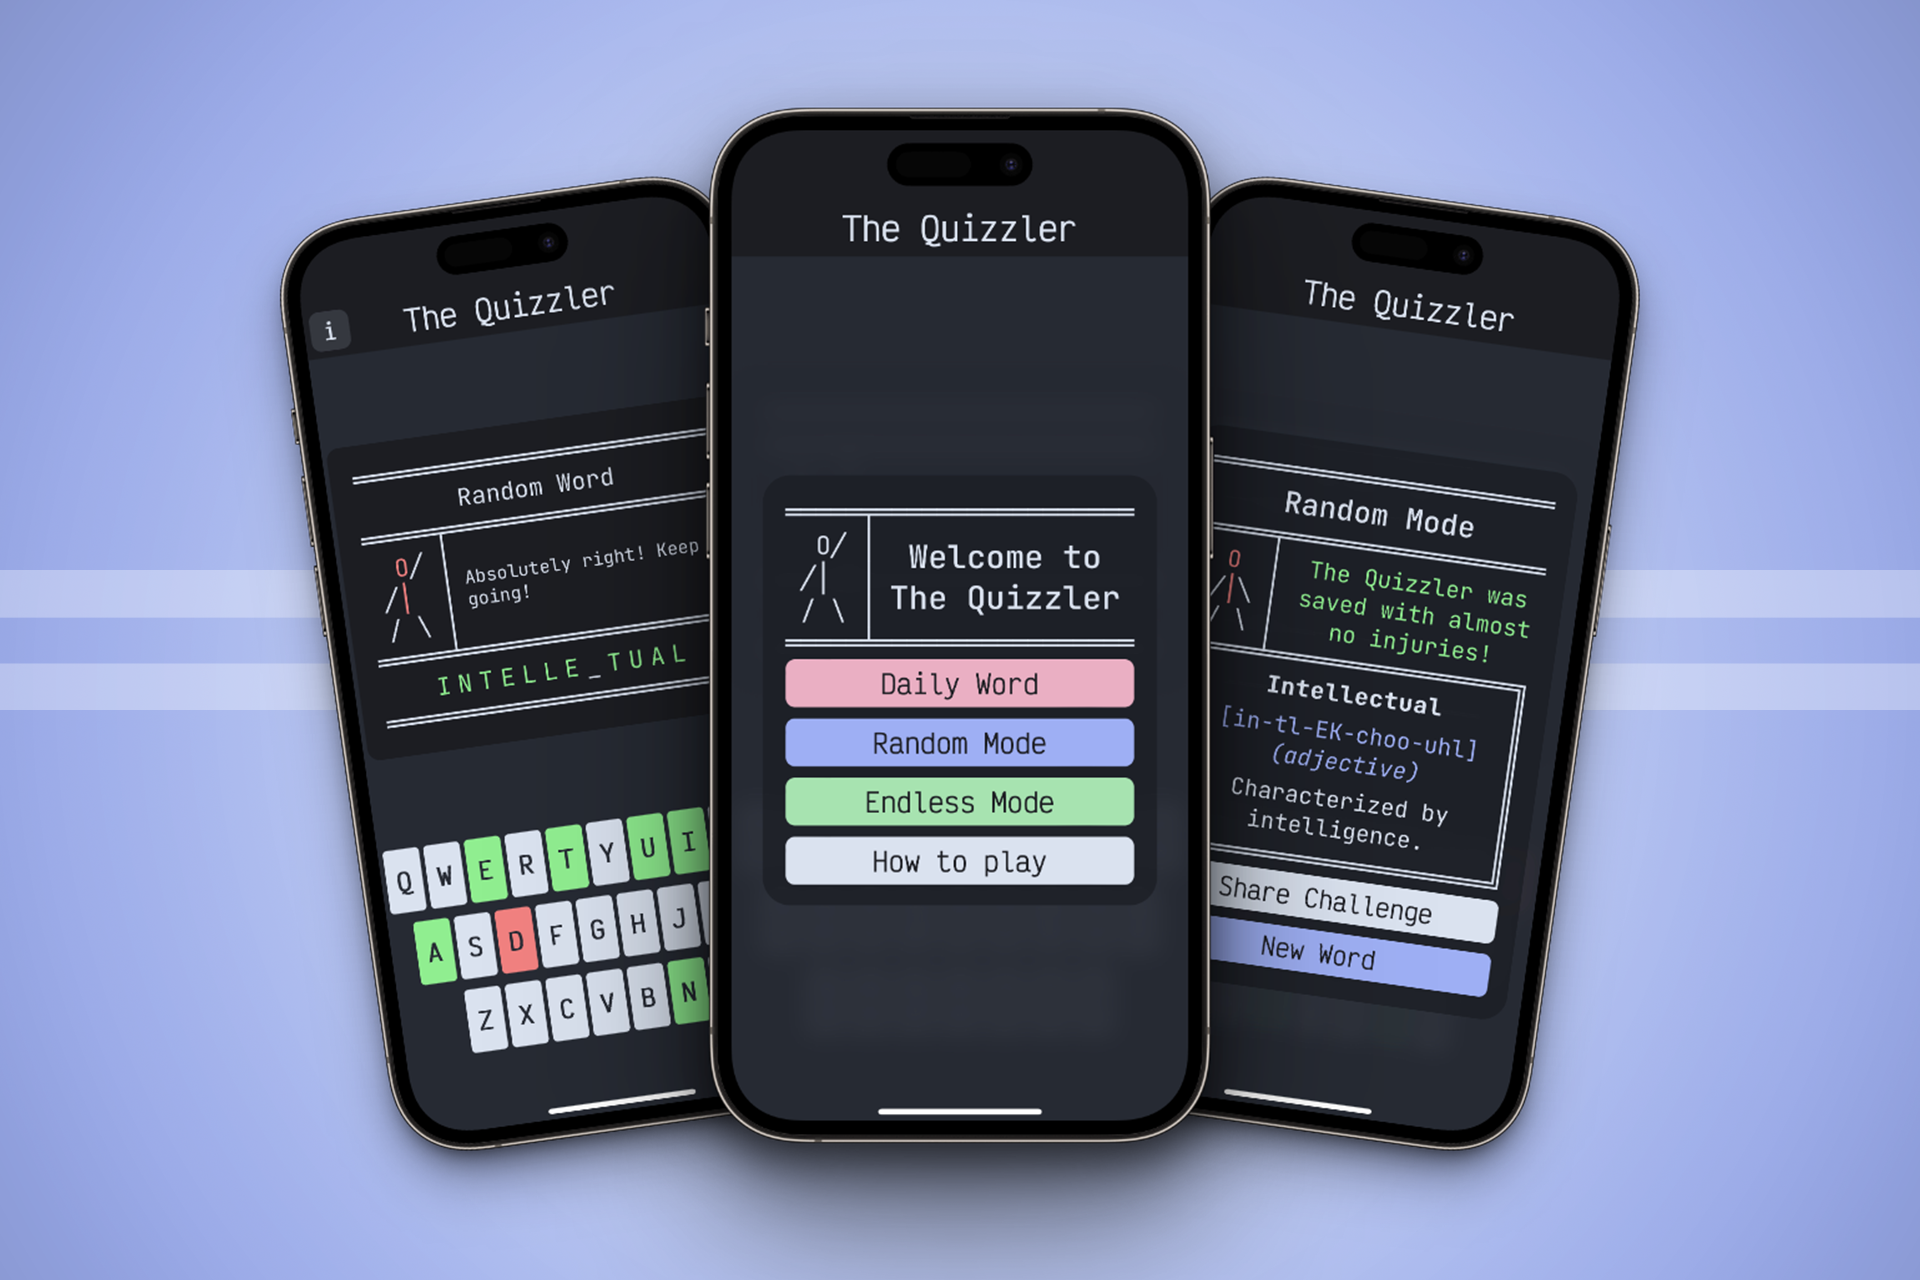 i
The Quizzler
Random Word
Absolutely right! Keep
going!
INTELLE_TUAL
Q W E R T Y U I
A S D F G H J
Z X C V B N
The Quizzler
Welcome to
The Quizzler
Daily Word
Random Mode
Endless Mode
How to play
The Quizzler
Random Mode
The Quizzler was
saved with almost
no injuries!
Intellectual
[in-tl-EK-choo-uhl]
(adjective)
Characterized by
intelligence.
Share Challenge
New Word